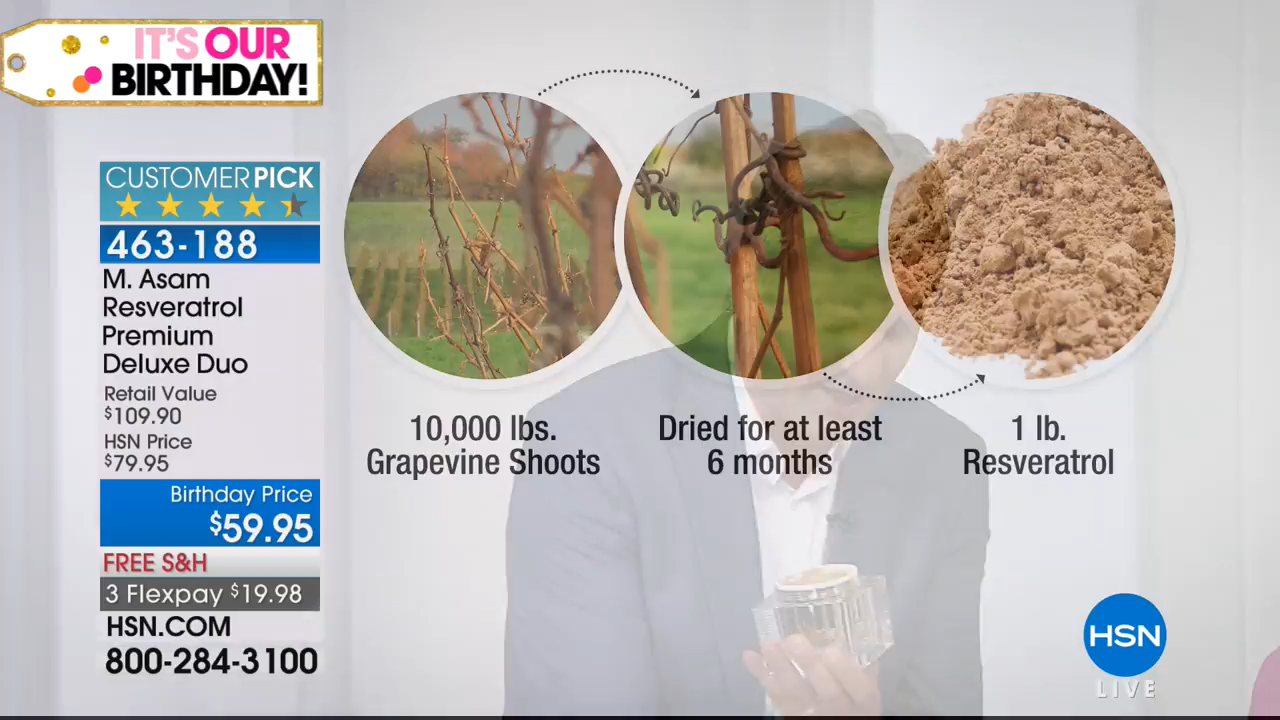 IT'S OUR
BIRTHDAY!
CUSTOMER PICK
463-188
M. Asam
Resveratrol
Premium
Deluxe Duo
Retail Value
$109.90
HSN Price
$79.95
Birthday Price
$59.95
FREE S&H
3 Flexpay $19.98
HSN.COM
800-284-3100
10,000 lbs.
Grapevine Shoots
Dried for at least
6 months
1 lb.
Resveratrol
HSN
LIVE